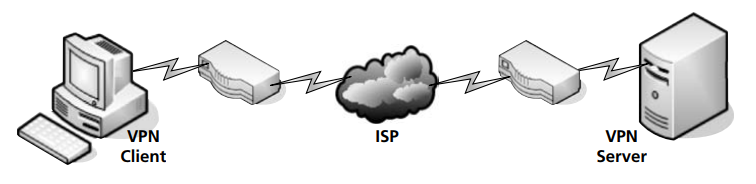 VPN
Client
ISP
VPN
Server